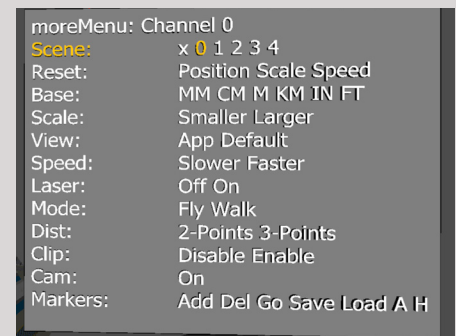 moreMenu: Channel 0
Scene: x 0 1 2 3 4
Reset: Position Scale Speed
Base: MM CM M KM IN FT
Scale: Smaller Larger
View: App Default
Speed: Slower Faster
Laser: Off On
Mode: Fly Walk
Dist: 2-Points 3-Points
Clip: Disable Enable
Cam: On
Markers: Add Del Go Save Load A H